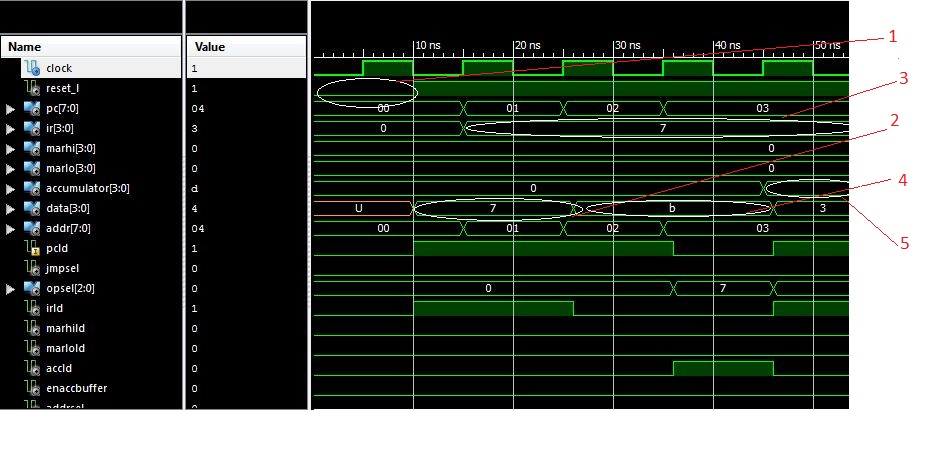 Name Value
10 ns 20 ns 30 ns 40 ns 50 ns 1
clock 1
reset_l 1 3
pc[7:0] 04 00 01 02 03
ir[3:0] 3 0 7 2
marhi[3:0] 0 0
marlo[3:0] 0 0
accumulator[3:0] d 0 4
data[3:0] 4 U 7 b 3
addr[7:0] 04 00 01 02 03
pcld 1 5
jmpsel 0
opsel[2:0] 0 0 7
irld 1
marhild 0
marlold 0
accld 0
enaccbuffer 0